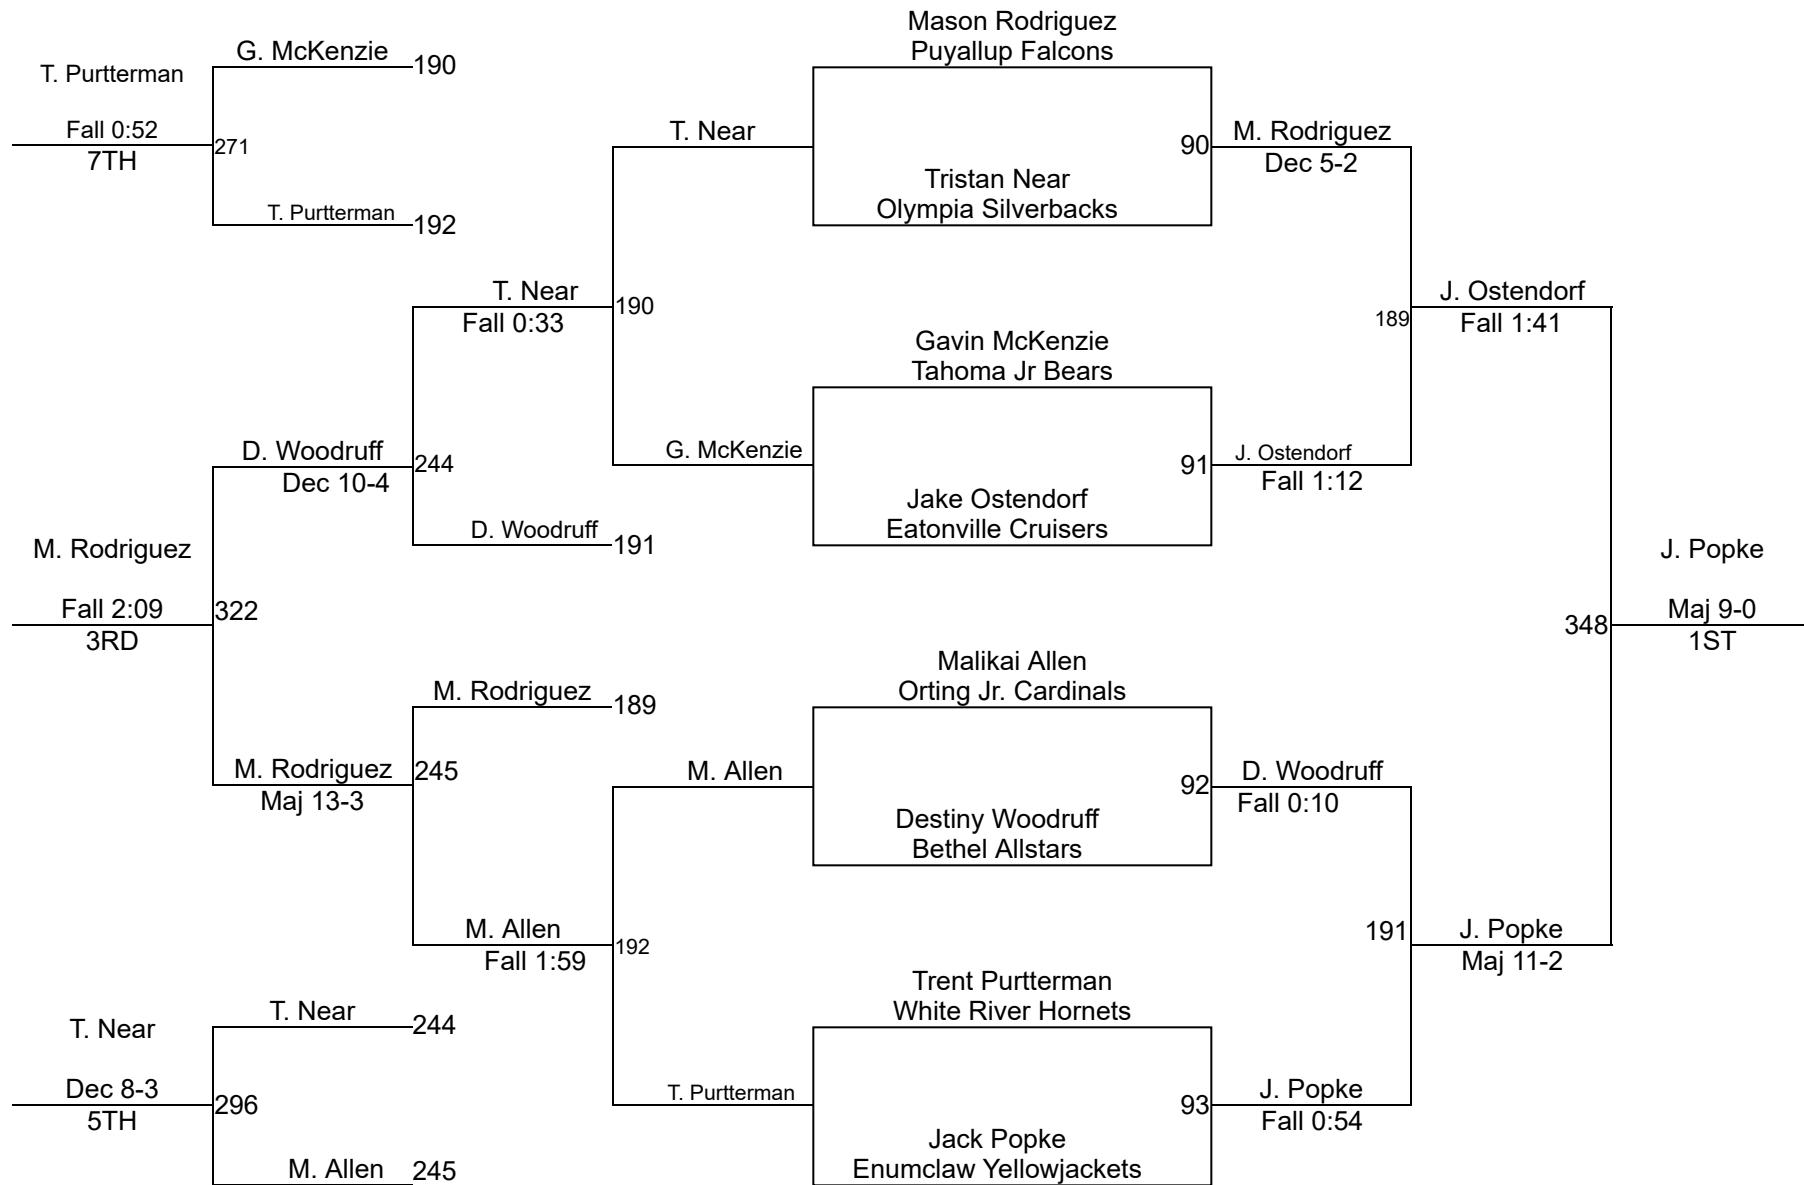 Mason Rodriguez
Puyallup Falcons
G. McKenzie
190
T. Purtterman
Fall 0:52
271
7TH
T. Near
90
M. Rodriguez
Dec 5-2
Tristan Near
Olympia Silverbacks
T. Purtterman
192
T. Near
190
Fall 0:33
J. Ostendorf
189
Fall 1:41
Gavin McKenzie
Tahoma Jr Bears
D. Woodruff
244
Dec 10-4
G. McKenzie
91
J. Ostendorf
Fall 1:12
Jake Ostendorf
Eatonville Cruisers
D. Woodruff
191
M. Rodriguez
Fall 2:09
322
3RD
J. Popke
348
Maj 9-0
1ST
Malikai Allen
Orting Jr. Cardinals
M. Rodriguez
189
M. Rodriguez
245
Maj 13-3
M. Allen
92
D. Woodruff
Fall 0:10
Destiny Woodruff
Bethel Allstars
M. Allen
192
Fall 1:59
191
J. Popke
Maj 11-2
Trent Purtterman
White River Hornets
T. Near
244
T. Near
Dec 8-3
296
5TH
T. Purtterman
93
J. Popke
Fall 0:54
Jack Popke
Enumclaw Yellowjackets
M. Allen
245